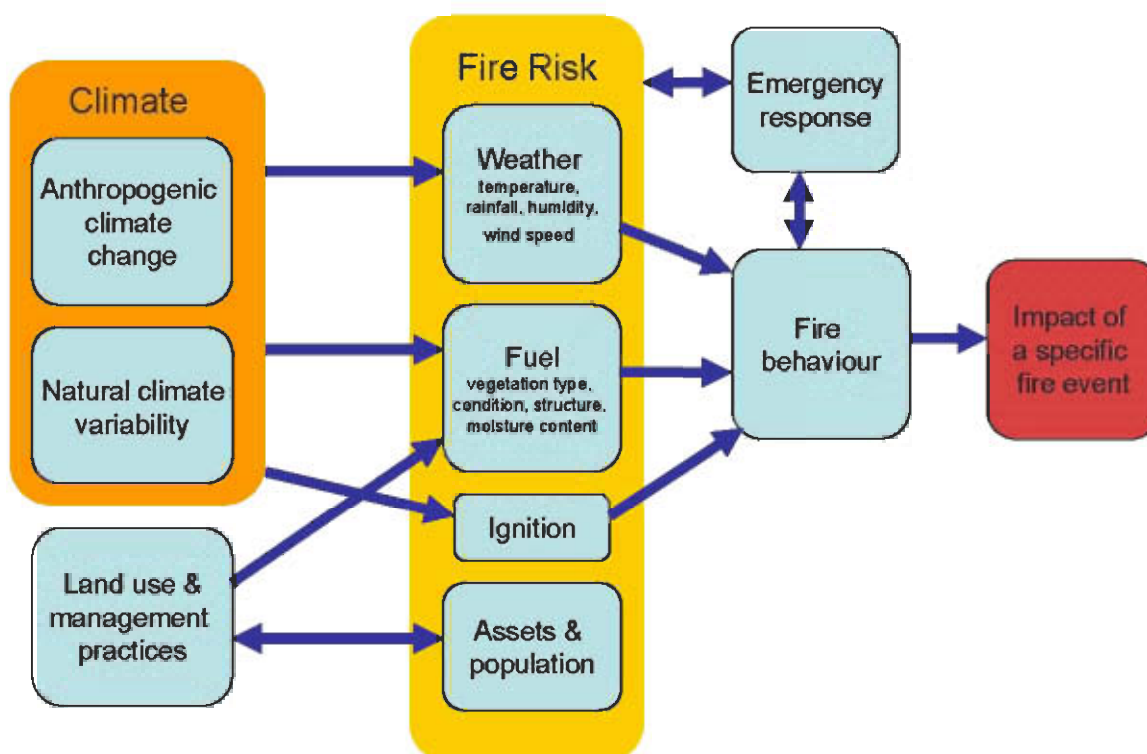 Climate
Anthropogenic
climate
change
Natural climate
variability
Land use &
management
practices
Fire Risk
Weather
temperature,
rainfall, humidity,
wind speed
Fuel
vegetation type,
condition, structure,
moisture content
Ignition
Assets &
population
Emergency
response
Fire
behaviour
Impact of
a specific
fire event